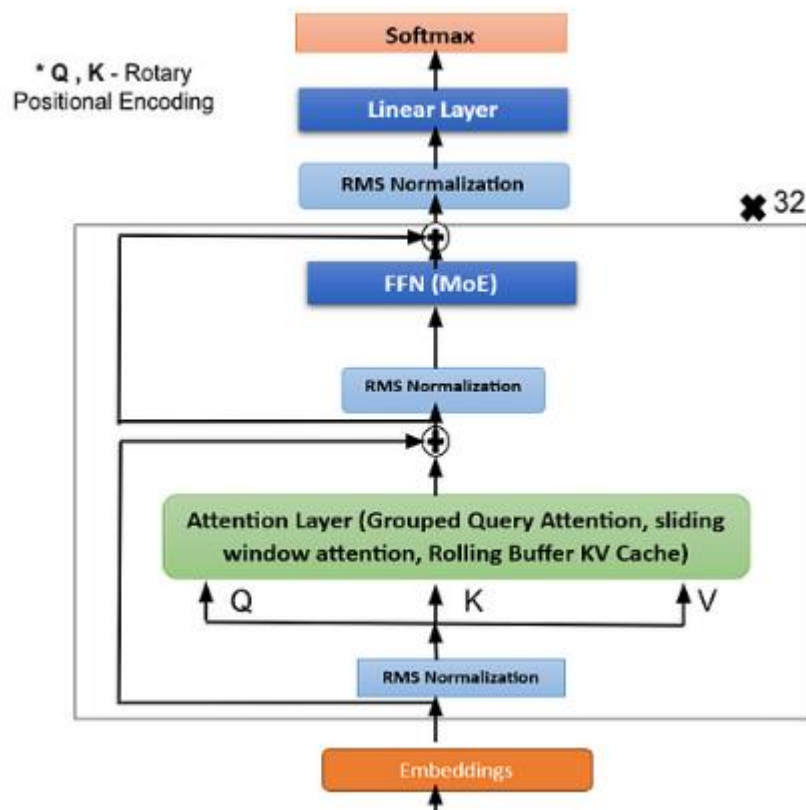 Softmax
* Q , K - Rotary
Positional Encoding
Linear Layer
RMS Normalization
✖ 32
FFN (MoE)
RMS Normalization
Attention Layer (Grouped Query Attention, sliding
window attention, Rolling Buffer KV Cache)
Q K V
RMS Normalization
Embeddings